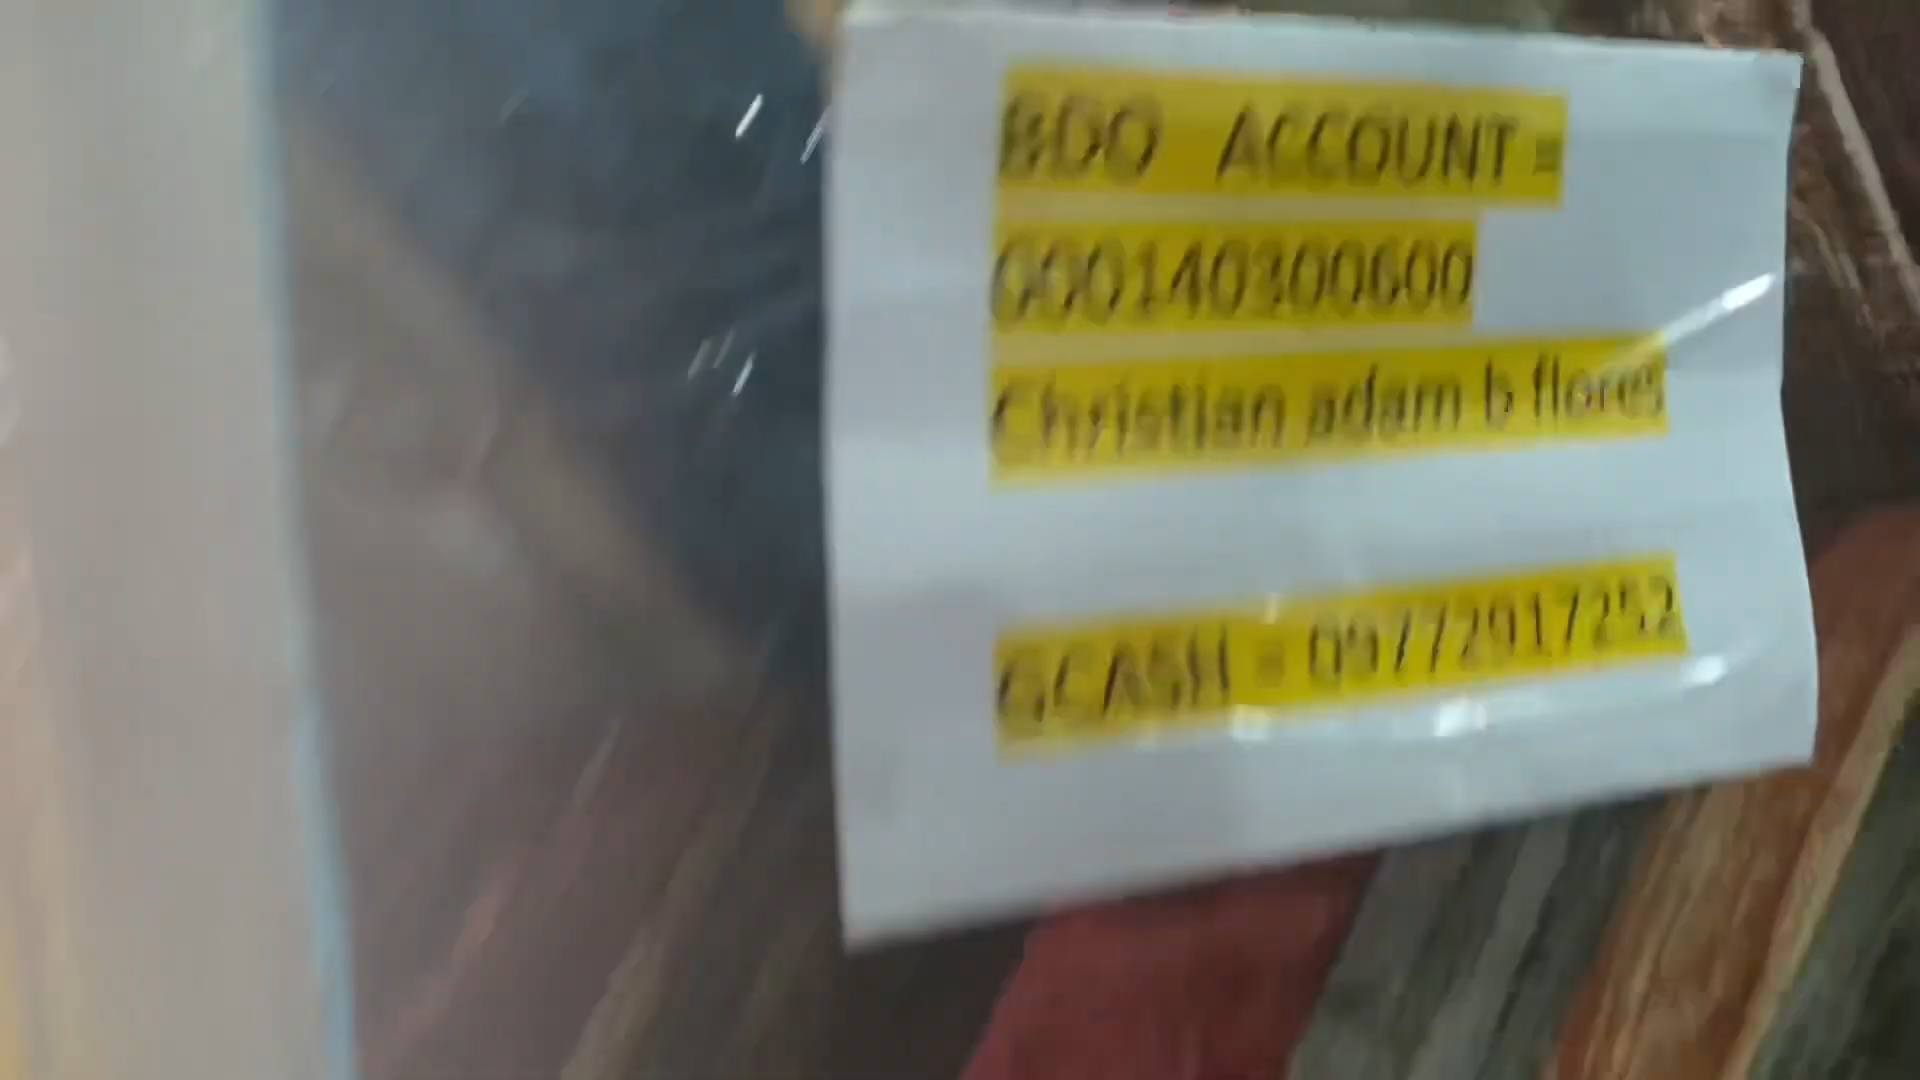 BDO ACCOUNT =
000140300600
Christian adam b flores
GCASH = 09772917252